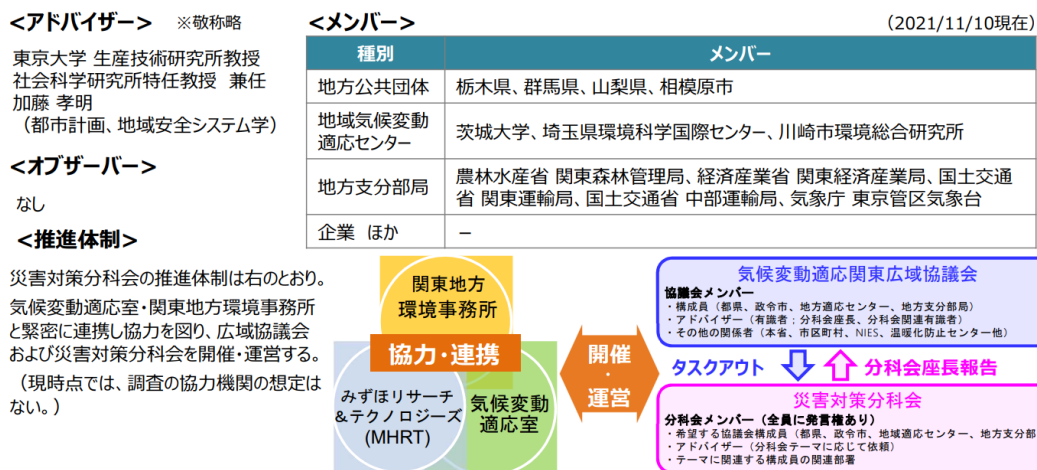 <アドバイザー> ※敬称略
東京大学 生産技術研究所教授
社会科学研究所特任教授 兼任
加藤 孝明
(都市計画、地域安全システム学)
<オブザーバー>
なし
<推進体制>
災害対策分科会の推進体制は右のとおり。
気候変動適応室・関東地方環境事務所
と緊密に連携し協力を図り、広域協議会
および災害対策分科会を開催・運営する。
(現時点では、調査の協力機関の想定は
ない。)
<メンバー> (2021/11/10現在)
種別 メンバー
地方公共団体 栃木県、群馬県、山梨県、相模原市
地域気候変動
適応センター 茨城大学、埼玉県環境科学国際センター、川崎市環境総合研究所
地方支分部局 農林水産省 関東森林管理局、経済産業省 関東経済産業局、国土交通
省 関東運輸局、国土交通省 中部運輸局、気象庁 東京管区気象台
企業 ほか −
関東地方
環境事務所
協力・連携
みずほリサーチ
&テクノロジーズ
(MHRT)
気候変動
適応室
開催
・
運営
気候変動適応関東広域協議会
協議会メンバー
・構成員(都県、政令市、地方適応センター、地方支分部局)
・アドバイザー(有識者:分科会座長、分科会関連有識者)
・その他の関係者(本省、市区町村、NIES、温暖化防止センター他)
タスクアウト 分科会座長報告
災害対策分科会
分科会メンバー(全員に発言権あり)
・希望する協議会構成員(都県、政令市、地域適応センター、地方支分部
・アドバイザー(分科会テーマに応じて依頼)
・テーマに関連する構成員の関連部署